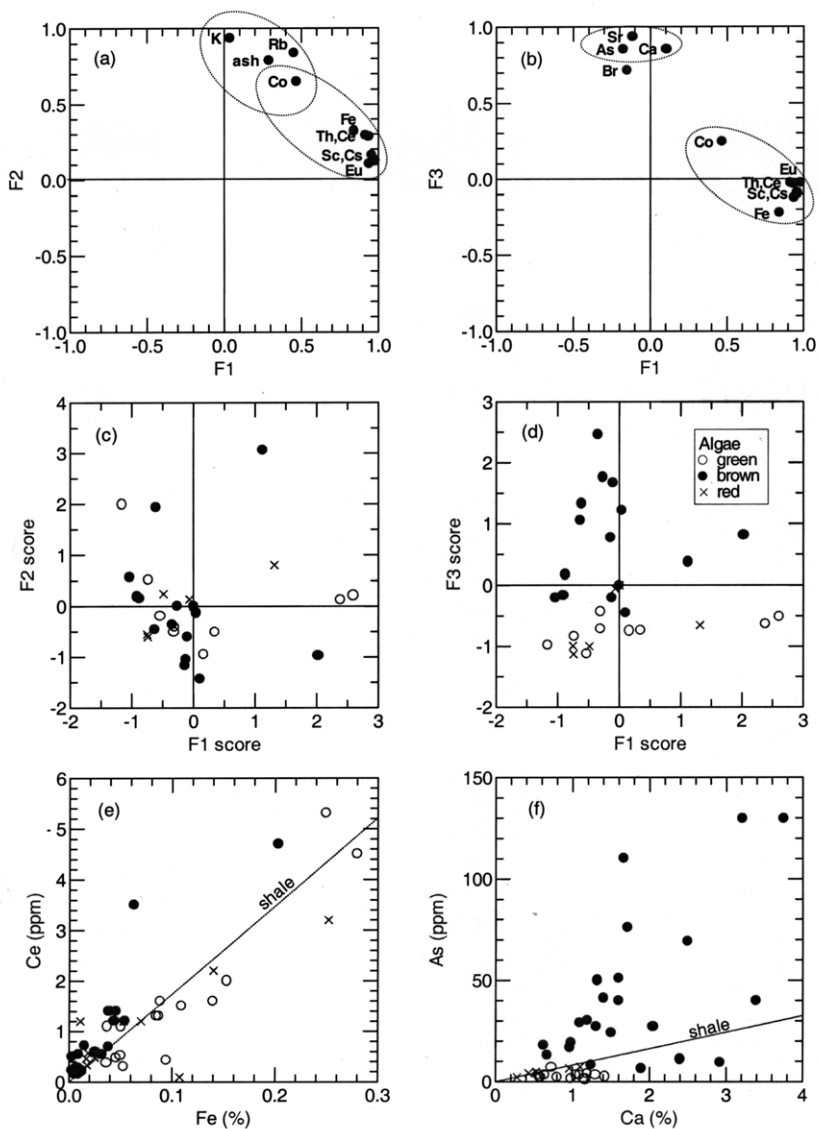 1.0
(a)
K
Rb
ash
Co
0.5
Fe
Th,Ce
Sc,Cs
Eu
F2
0.0
-0.5
-1.0
-1.0
-0.5
0.0
0.5
1.0
F1
1.0
(b)
Sr
As
Ca
Br
0.5
Co
Eu
Th,Ce
Sc,Cs
Fe
F3
0.0
-0.5
-1.0
-1.0
-0.5
0.0
0.5
1.0
F1
4
(c)
3
2
1
0
-1
-2
F2 score
-2
-1
0
1
2
3
F1 score
3
(d)
Algae
green
brown
red
2
1
0
-1
-2
F3 score
-2
-1
0
1
2
3
F1 score
6
(e)
- 5
4
3
2
1
0
Ce (ppm)
shale
0.0
0.1
0.2
0.3
Fe (%)
150
(f)
100
50
0
As (ppm)
shale
0
1
2
3
4
Ca (%)